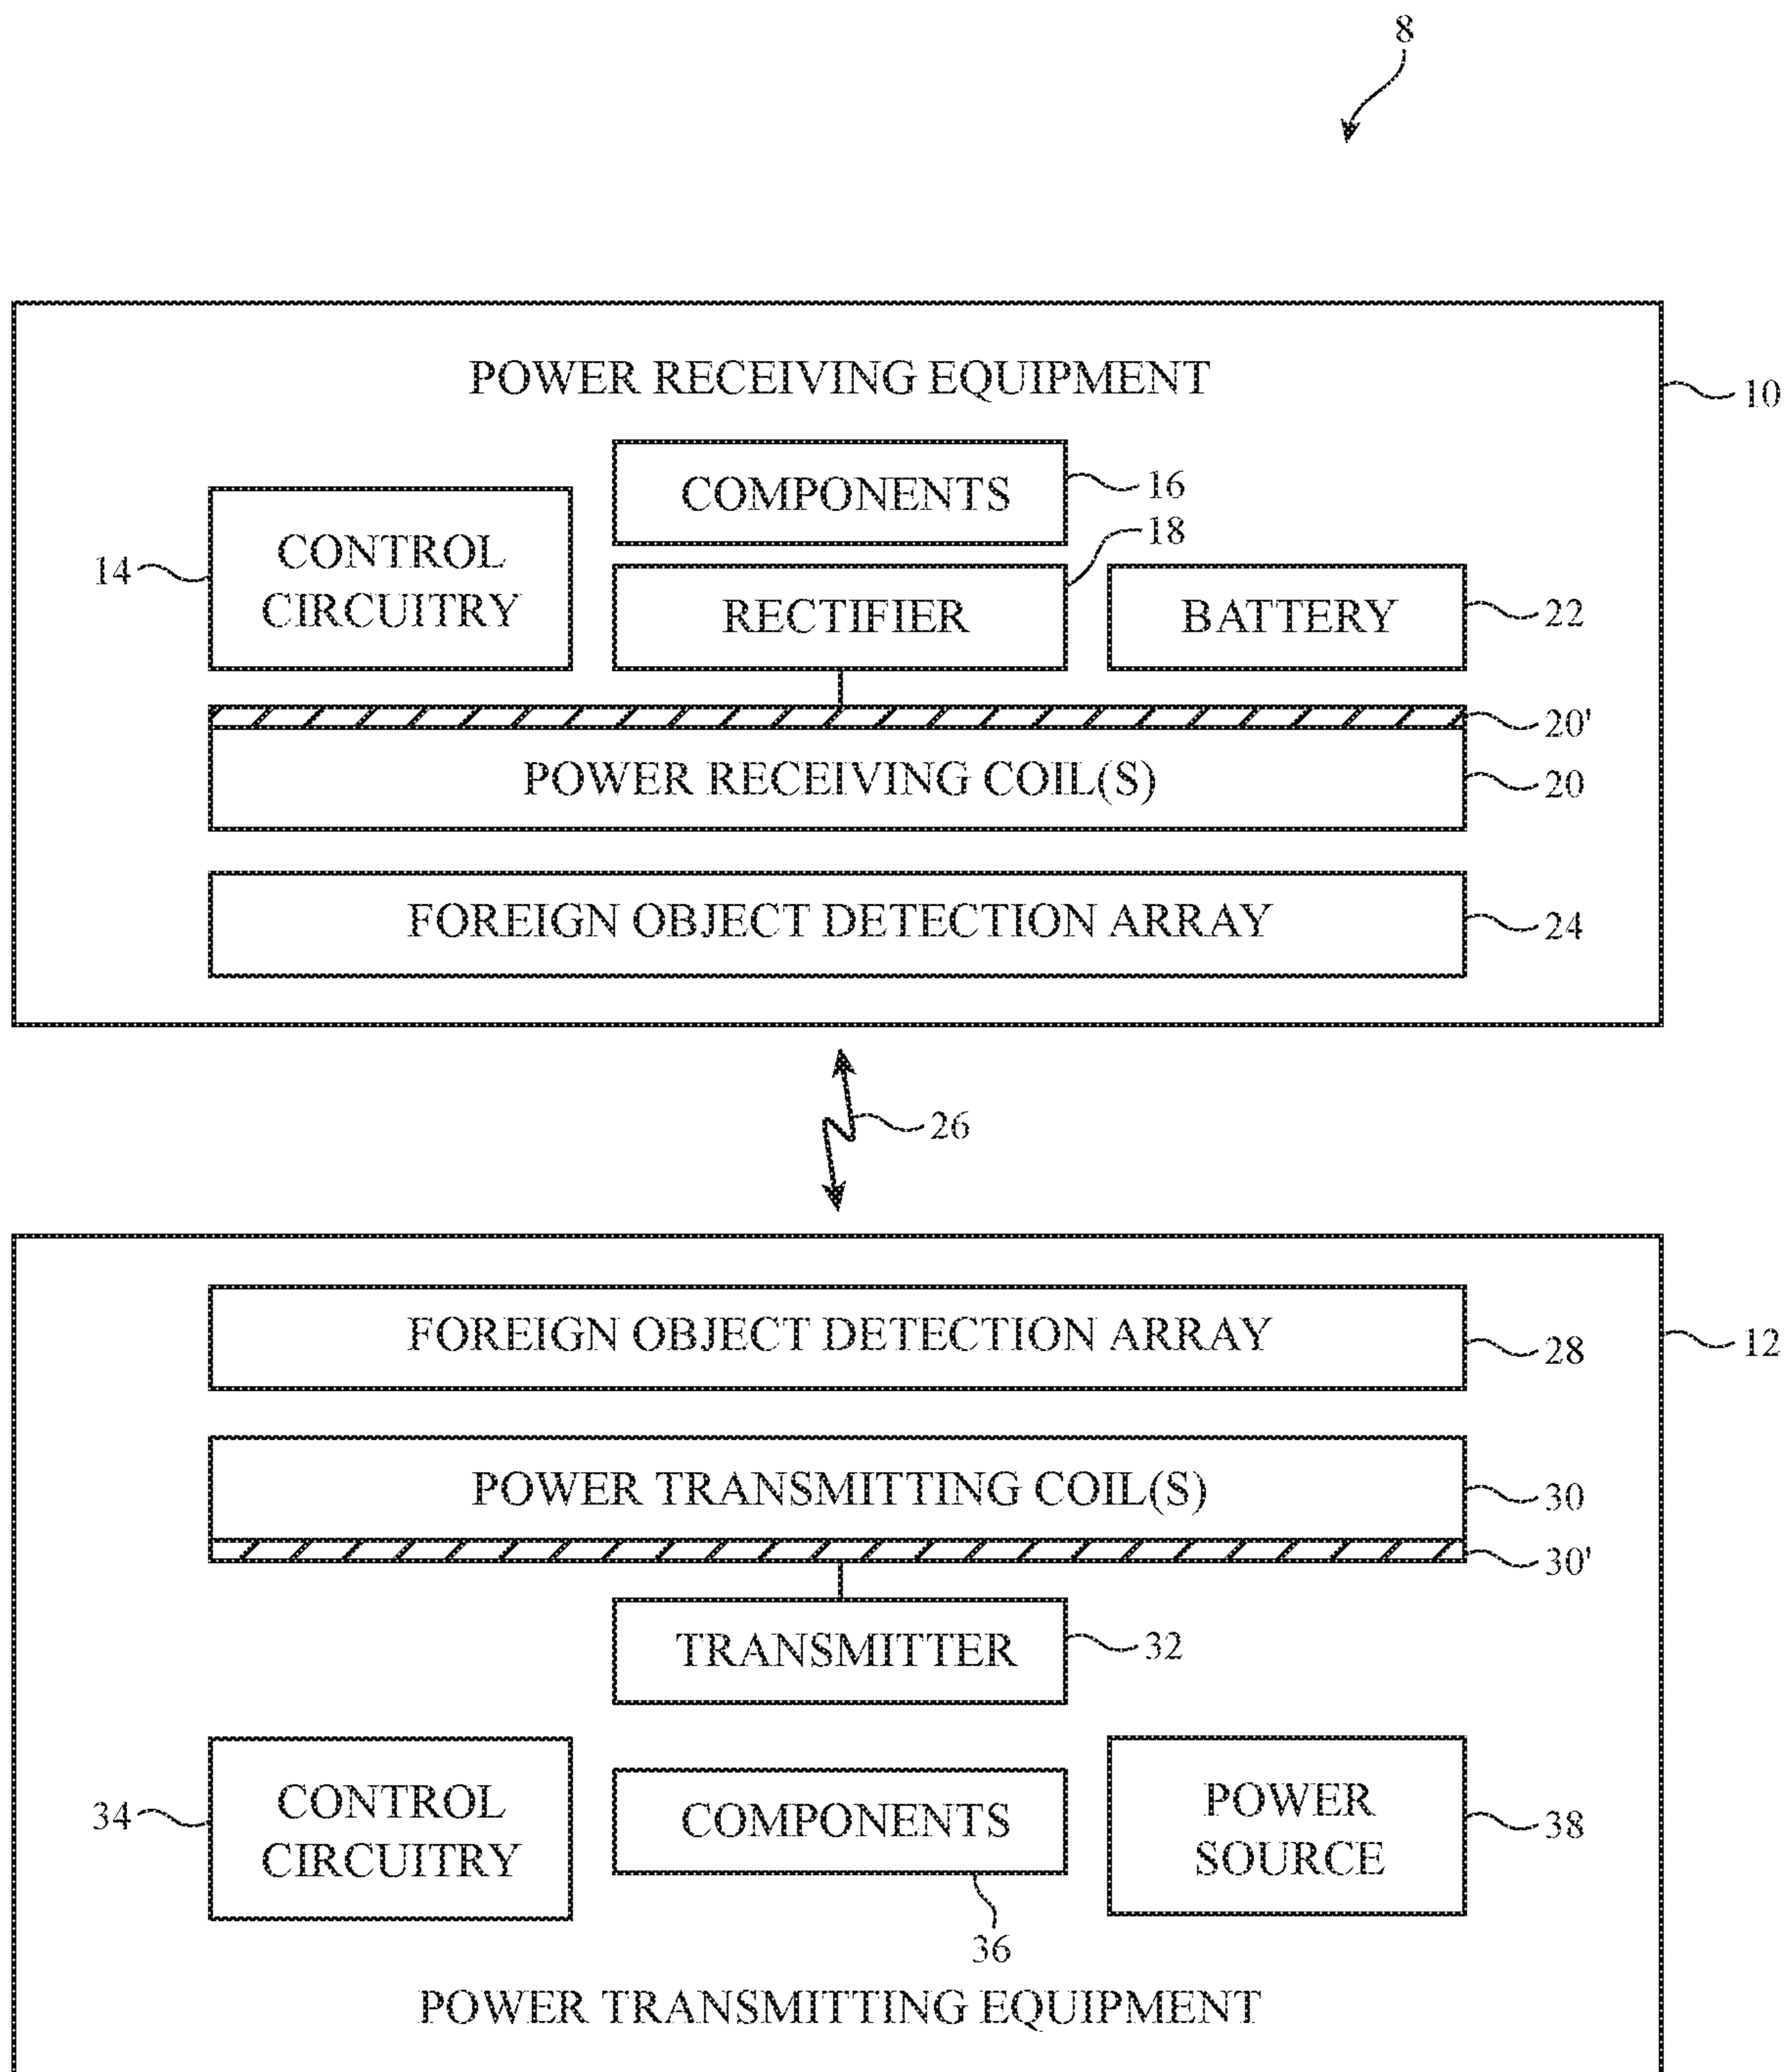 8
POWER RECEIVING EQUIPMENT
10
COMPONENTS
16
18
CONTROL
CIRCUITRY
14
RECTIFIER
BATTERY
22
20'
POWER RECEIVING COIL(S)
20
FOREIGN OBJECT DETECTION ARRAY
24
26
FOREIGN OBJECT DETECTION ARRAY
28
12
POWER TRANSMITTING COIL(S)
30
30'
TRANSMITTER
32
CONTROL
CIRCUITRY
34
COMPONENTS
36
POWER
SOURCE
38
POWER TRANSMITTING EQUIPMENT